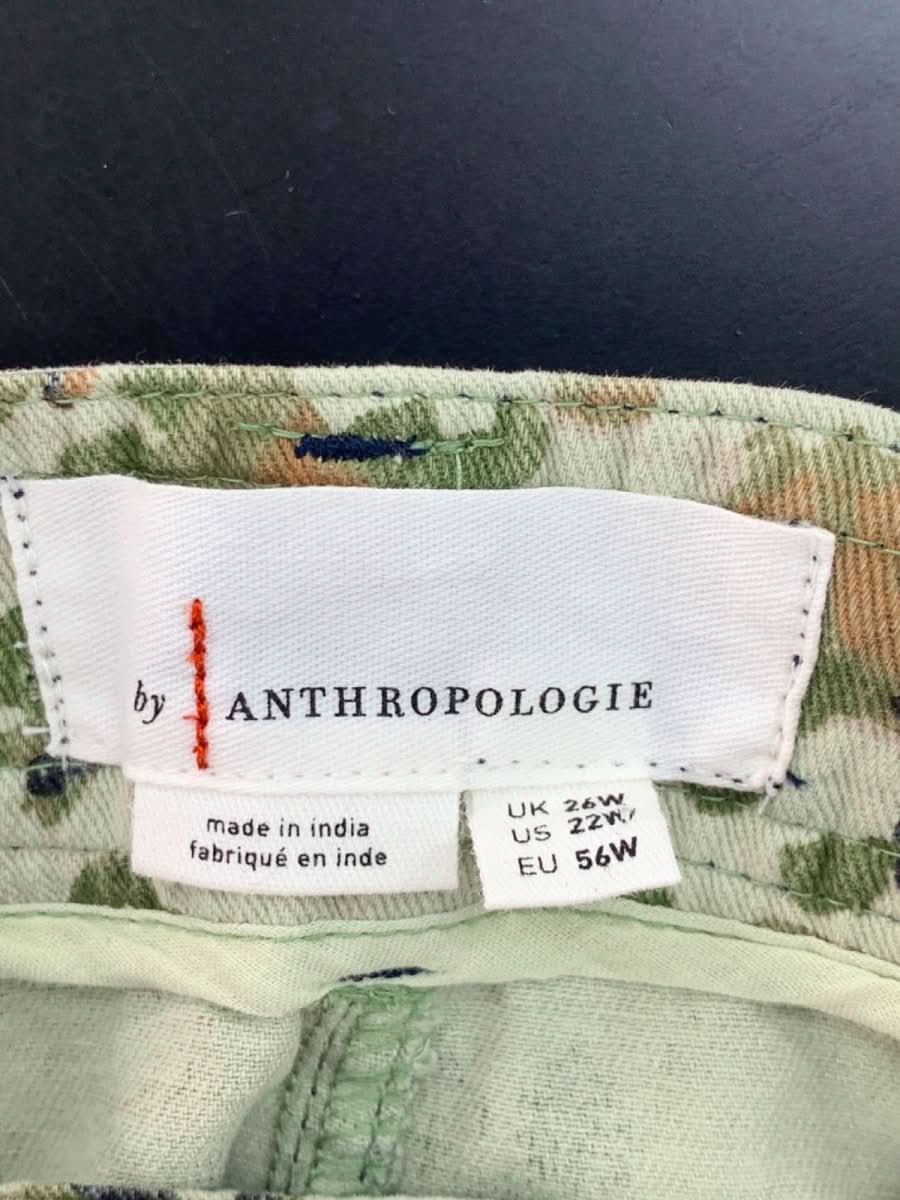 by ANTHROPOLOGIE
made in india
fabriqué en inde
UK 26W
US 22W
EU 56W